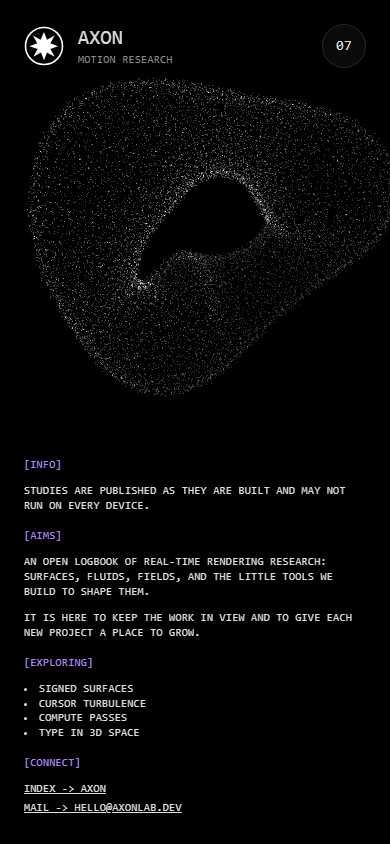 AXON
MOTION RESEARCH
07
[INFO]
STUDIES ARE PUBLISHED AS THEY ARE BUILT AND MAY NOT
RUN ON EVERY DEVICE.
[AIMS]
AN OPEN LOGBOOK OF REAL-TIME RENDERING RESEARCH:
SURFACES, FLUIDS, FIELDS, AND THE LITTLE TOOLS WE
BUILD TO SHAPE THEM.
IT IS HERE TO KEEP THE WORK IN VIEW AND TO GIVE EACH
NEW PROJECT A PLACE TO GROW.
[EXPLORING]
• SIGNED SURFACES
• CURSOR TURBULENCE
• COMPUTE PASSES
• TYPE IN 3D SPACE
[CONNECT]
INDEX -> AXON
MAIL -> HELLO@AXONLAB.DEV